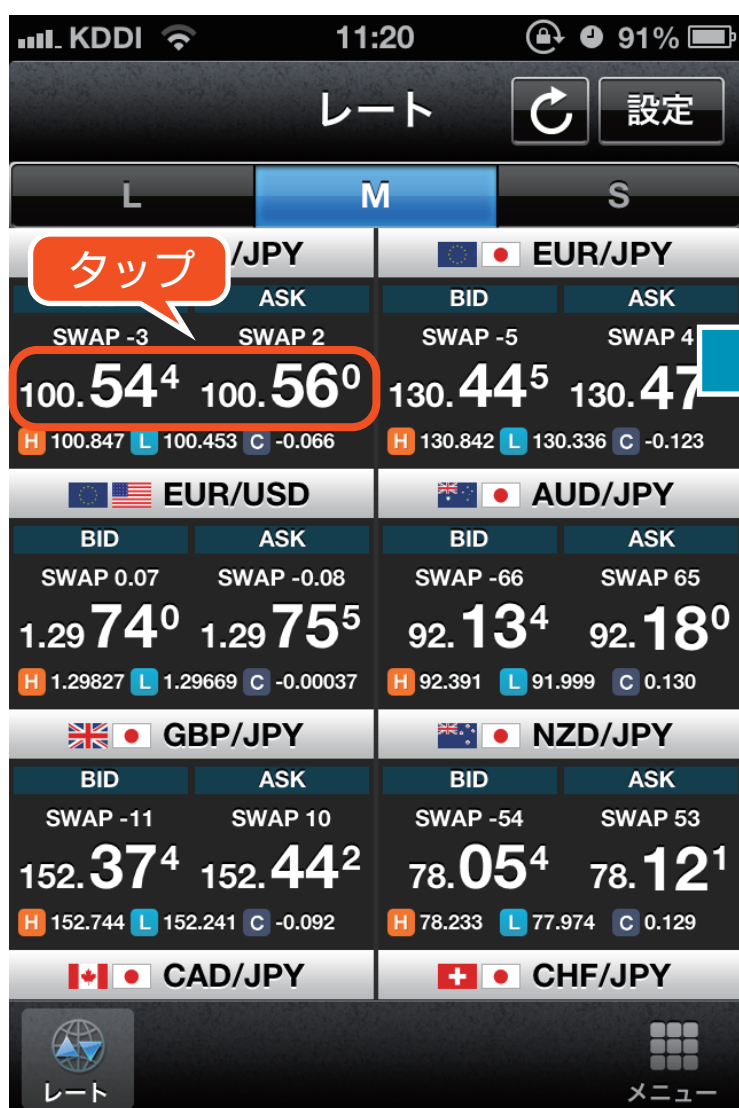 KDDI 11:20 91%
レート 設定
L M S
タップ /JPY EUR/JPY
ASK BID ASK
SWAP -3 SWAP 2 SWAP -5 SWAP 4
100.544 100.560 130.445 130.47
H 100.847 L 100.453 C -0.066 H 130.842 L 130.336 C -0.123
EUR/USD AUD/JPY
BID ASK BID ASK
SWAP 0.07 SWAP -0.08 SWAP -66 SWAP 65
1.29740 1.29755 92.134 92.180
H 1.29827 L 1.29669 C -0.00037 H 92.391 L 91.999 C 0.130
GBP/JPY NZD/JPY
BID ASK BID ASK
SWAP -11 SWAP 10 SWAP -54 SWAP 53
152.374 152.442 78.054 78.121
H 152.744 L 152.241 C -0.092 H 78.233 L 77.974 C 0.129
CAD/JPY CHF/JPY
レート メニュー